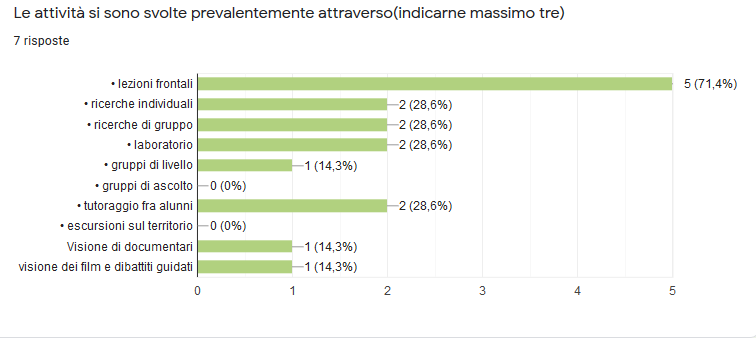 Le attività si sono svolte prevalentemente attraverso(indicarne massimo tre)
7 risposte
• lezioni frontali 5 (71,4%)
• ricerche individuali 2 (28,6%)
• ricerche di gruppo 2 (28,6%)
• laboratorio 2 (28,6%)
• gruppi di livello 1 (14,3%)
• gruppi di ascolto 0 (0%)
• tutoraggio fra alunni 2 (28,6%)
• escursioni sul territorio 0 (0%)
Visione di documentari 1 (14,3%)
visione dei film e dibattiti guidati 1 (14,3%)
0 1 2 3 4 5